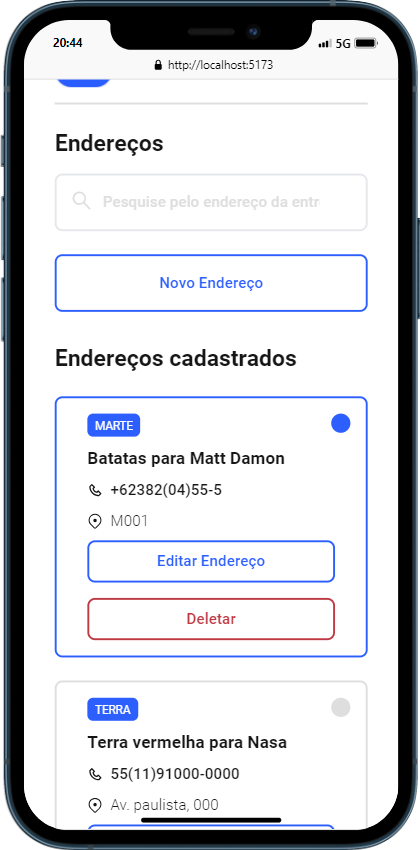 20:44
5G
http://localhost:5173
Endereços
Pesquise pelo endereço da entr
Novo Endereço
Endereços cadastrados
MARTE
Batatas para Matt Damon
+62382(04)55-5
M001
Editar Endereço
Deletar
TERRA
Terra vermelha para Nasa
55(11)91000-0000
Av. paulista, 000